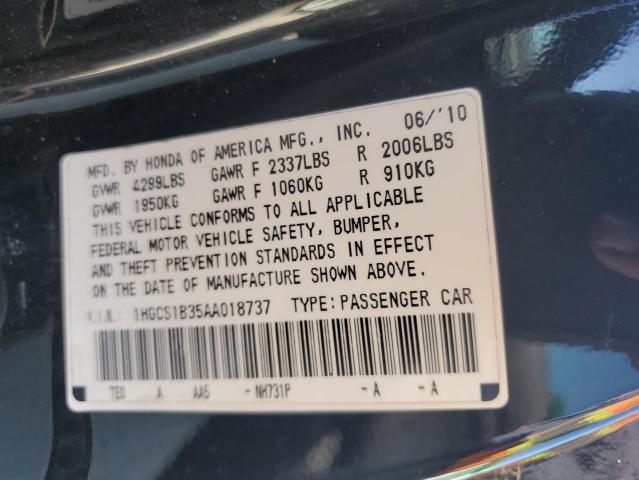 MFD. BY HONDA OF AMERICA MFG., INC. 06/'10
GVWR 4299LBS GAWR F 2337LBS R 2006LBS
GVWR 1950KG GAWR F 1060KG R 910KG
THIS VEHICLE CONFORMS TO ALL APPLICABLE
FEDERAL MOTOR VEHICLE SAFETY, BUMPER,
AND THEFT PREVENTION STANDARDS IN EFFECT
ON THE DATE OF MANUFACTURE SHOWN ABOVE.
V.I.N.: 1HGCS1B35AA018737 TYPE:PASSENGER CAR
TE0 A AA5 - NH731P - A - A